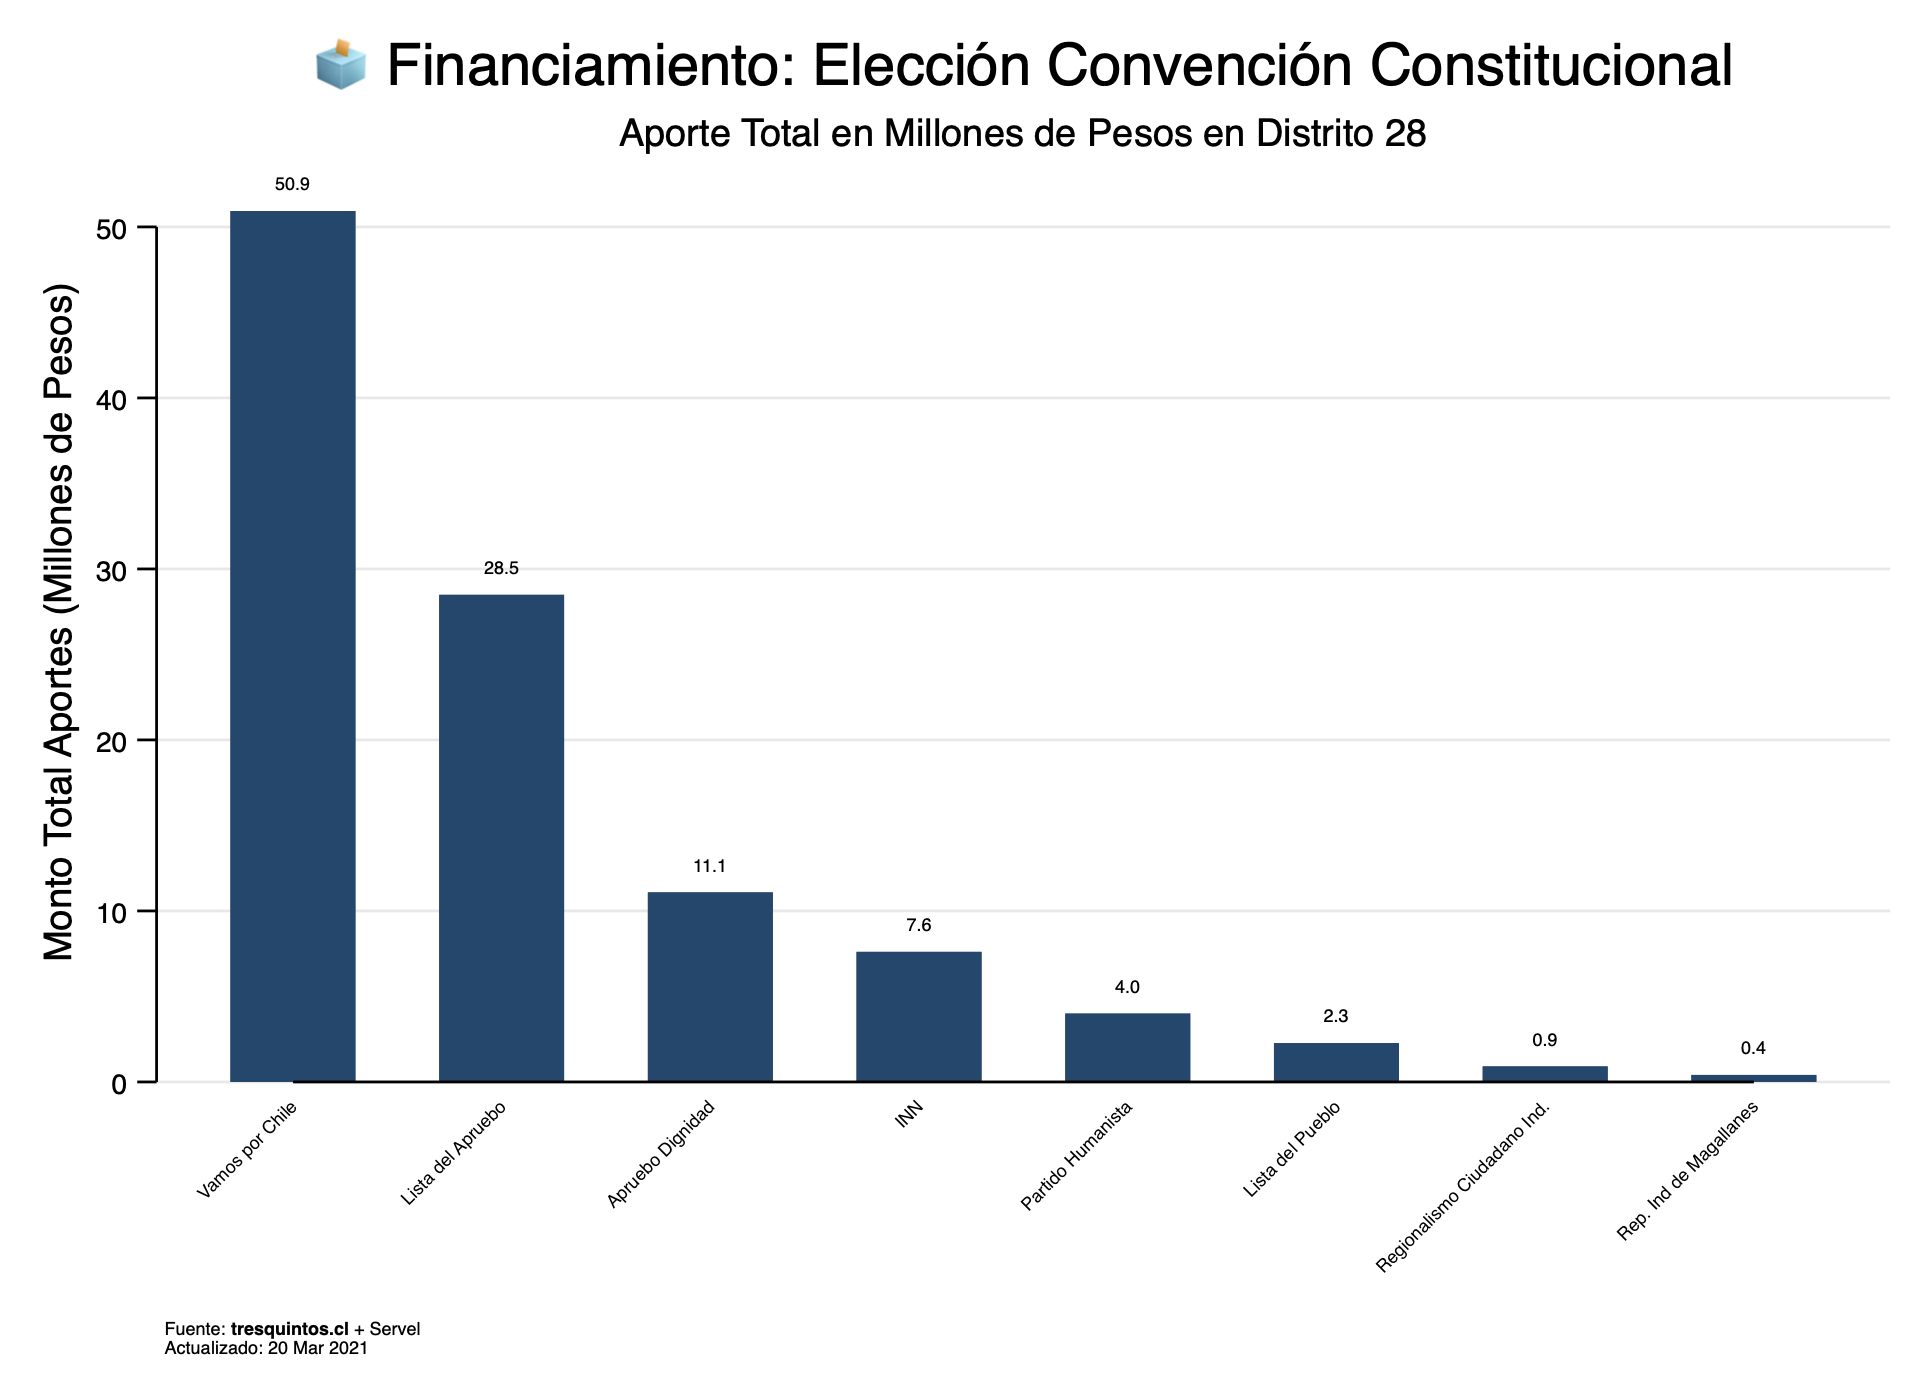 Financiamiento: Elección Convención Constitucional
Aporte Total en Millones de Pesos en Distrito 28
Monto Total Aportes (Millones de Pesos)
50
40
30
20
10
0
50.9
28.5
11.1
7.6
4.0
2.3
0.9
0.4
Vamos por Chile
Lista del Apruebo
Apruebo Dignidad
INN
Partido Humanista
Lista del Pueblo
Regionalismo Ciudadano Ind.
Rep. Ind de Magallanes
Fuente: tresquintos.cl + Servel
Actualizado: 20 Mar 2021